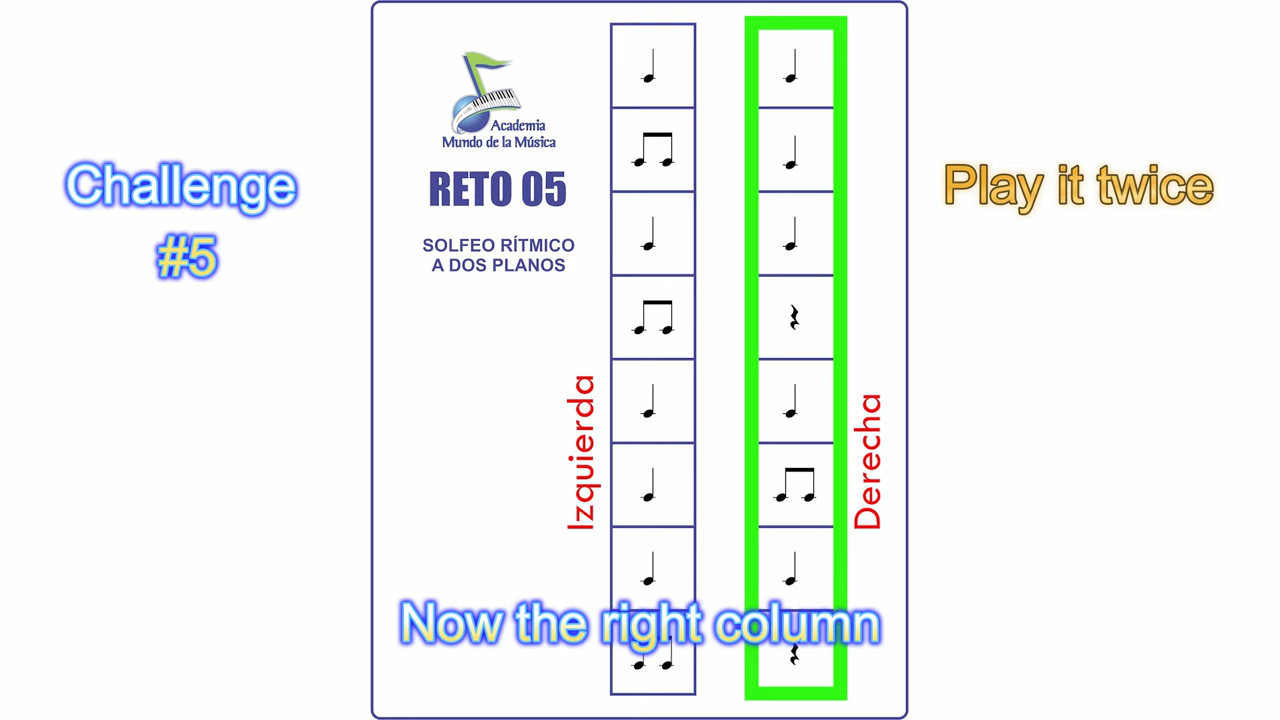 Academia
Mundo de la Música
RETO 05
SOLFEO RÍTMICO
A DOS PLANOS
Challenge
#5
Play it twice
Izquierda
Derecha
Now the right column